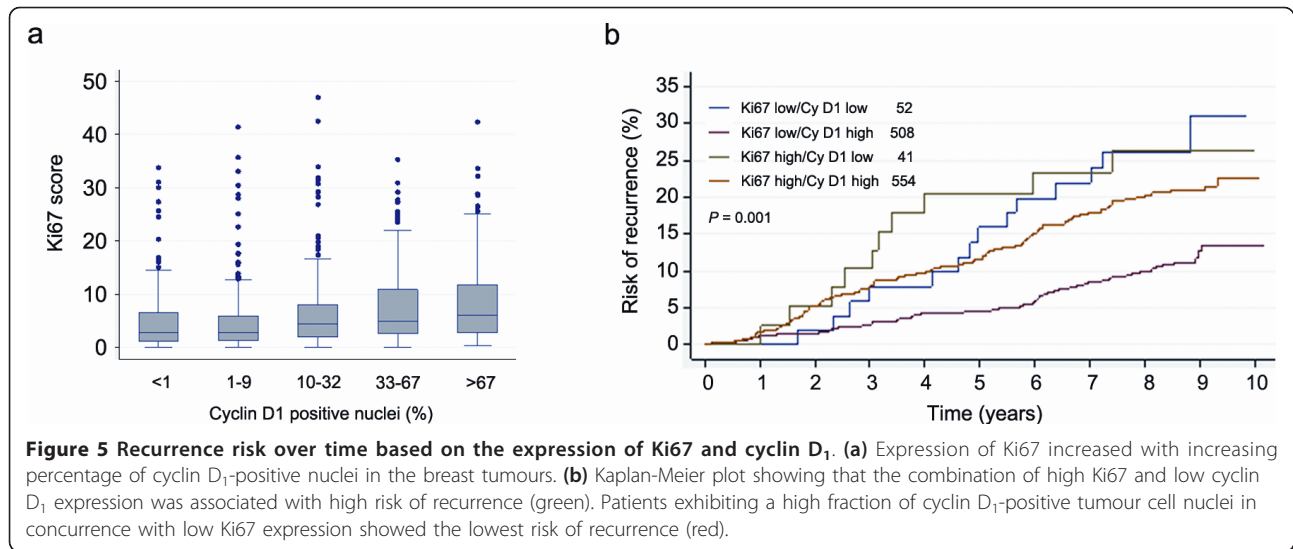 a
Ki67 score
50
40
30
20
10
0
<1 1-9 10-32 33-67 >67
Cyclin D1 positive nuclei (%)
b
Risk of recurrence (%)
35
30
25
20
15
10
5
0
Ki67 low/Cy D1 low 52
Ki67 low/Cy D1 high 508
Ki67 high/Cy D1 low 41
Ki67 high/Cy D1 high 554
P = 0.001
0 1 2 3 4 5 6 7 8 9 10
Time (years)
Figure 5 Recurrence risk over time based on the expression of Ki67 and cyclin D₁. (a) Expression of Ki67 increased with increasing
percentage of cyclin D₁-positive nuclei in the breast tumours. (b) Kaplan-Meier plot showing that the combination of high Ki67 and low cyclin
D₁ expression was associated with high risk of recurrence (green). Patients exhibiting a high fraction of cyclin D₁-positive tumour cell nuclei in
concurrence with low Ki67 expression showed the lowest risk of recurrence (red).